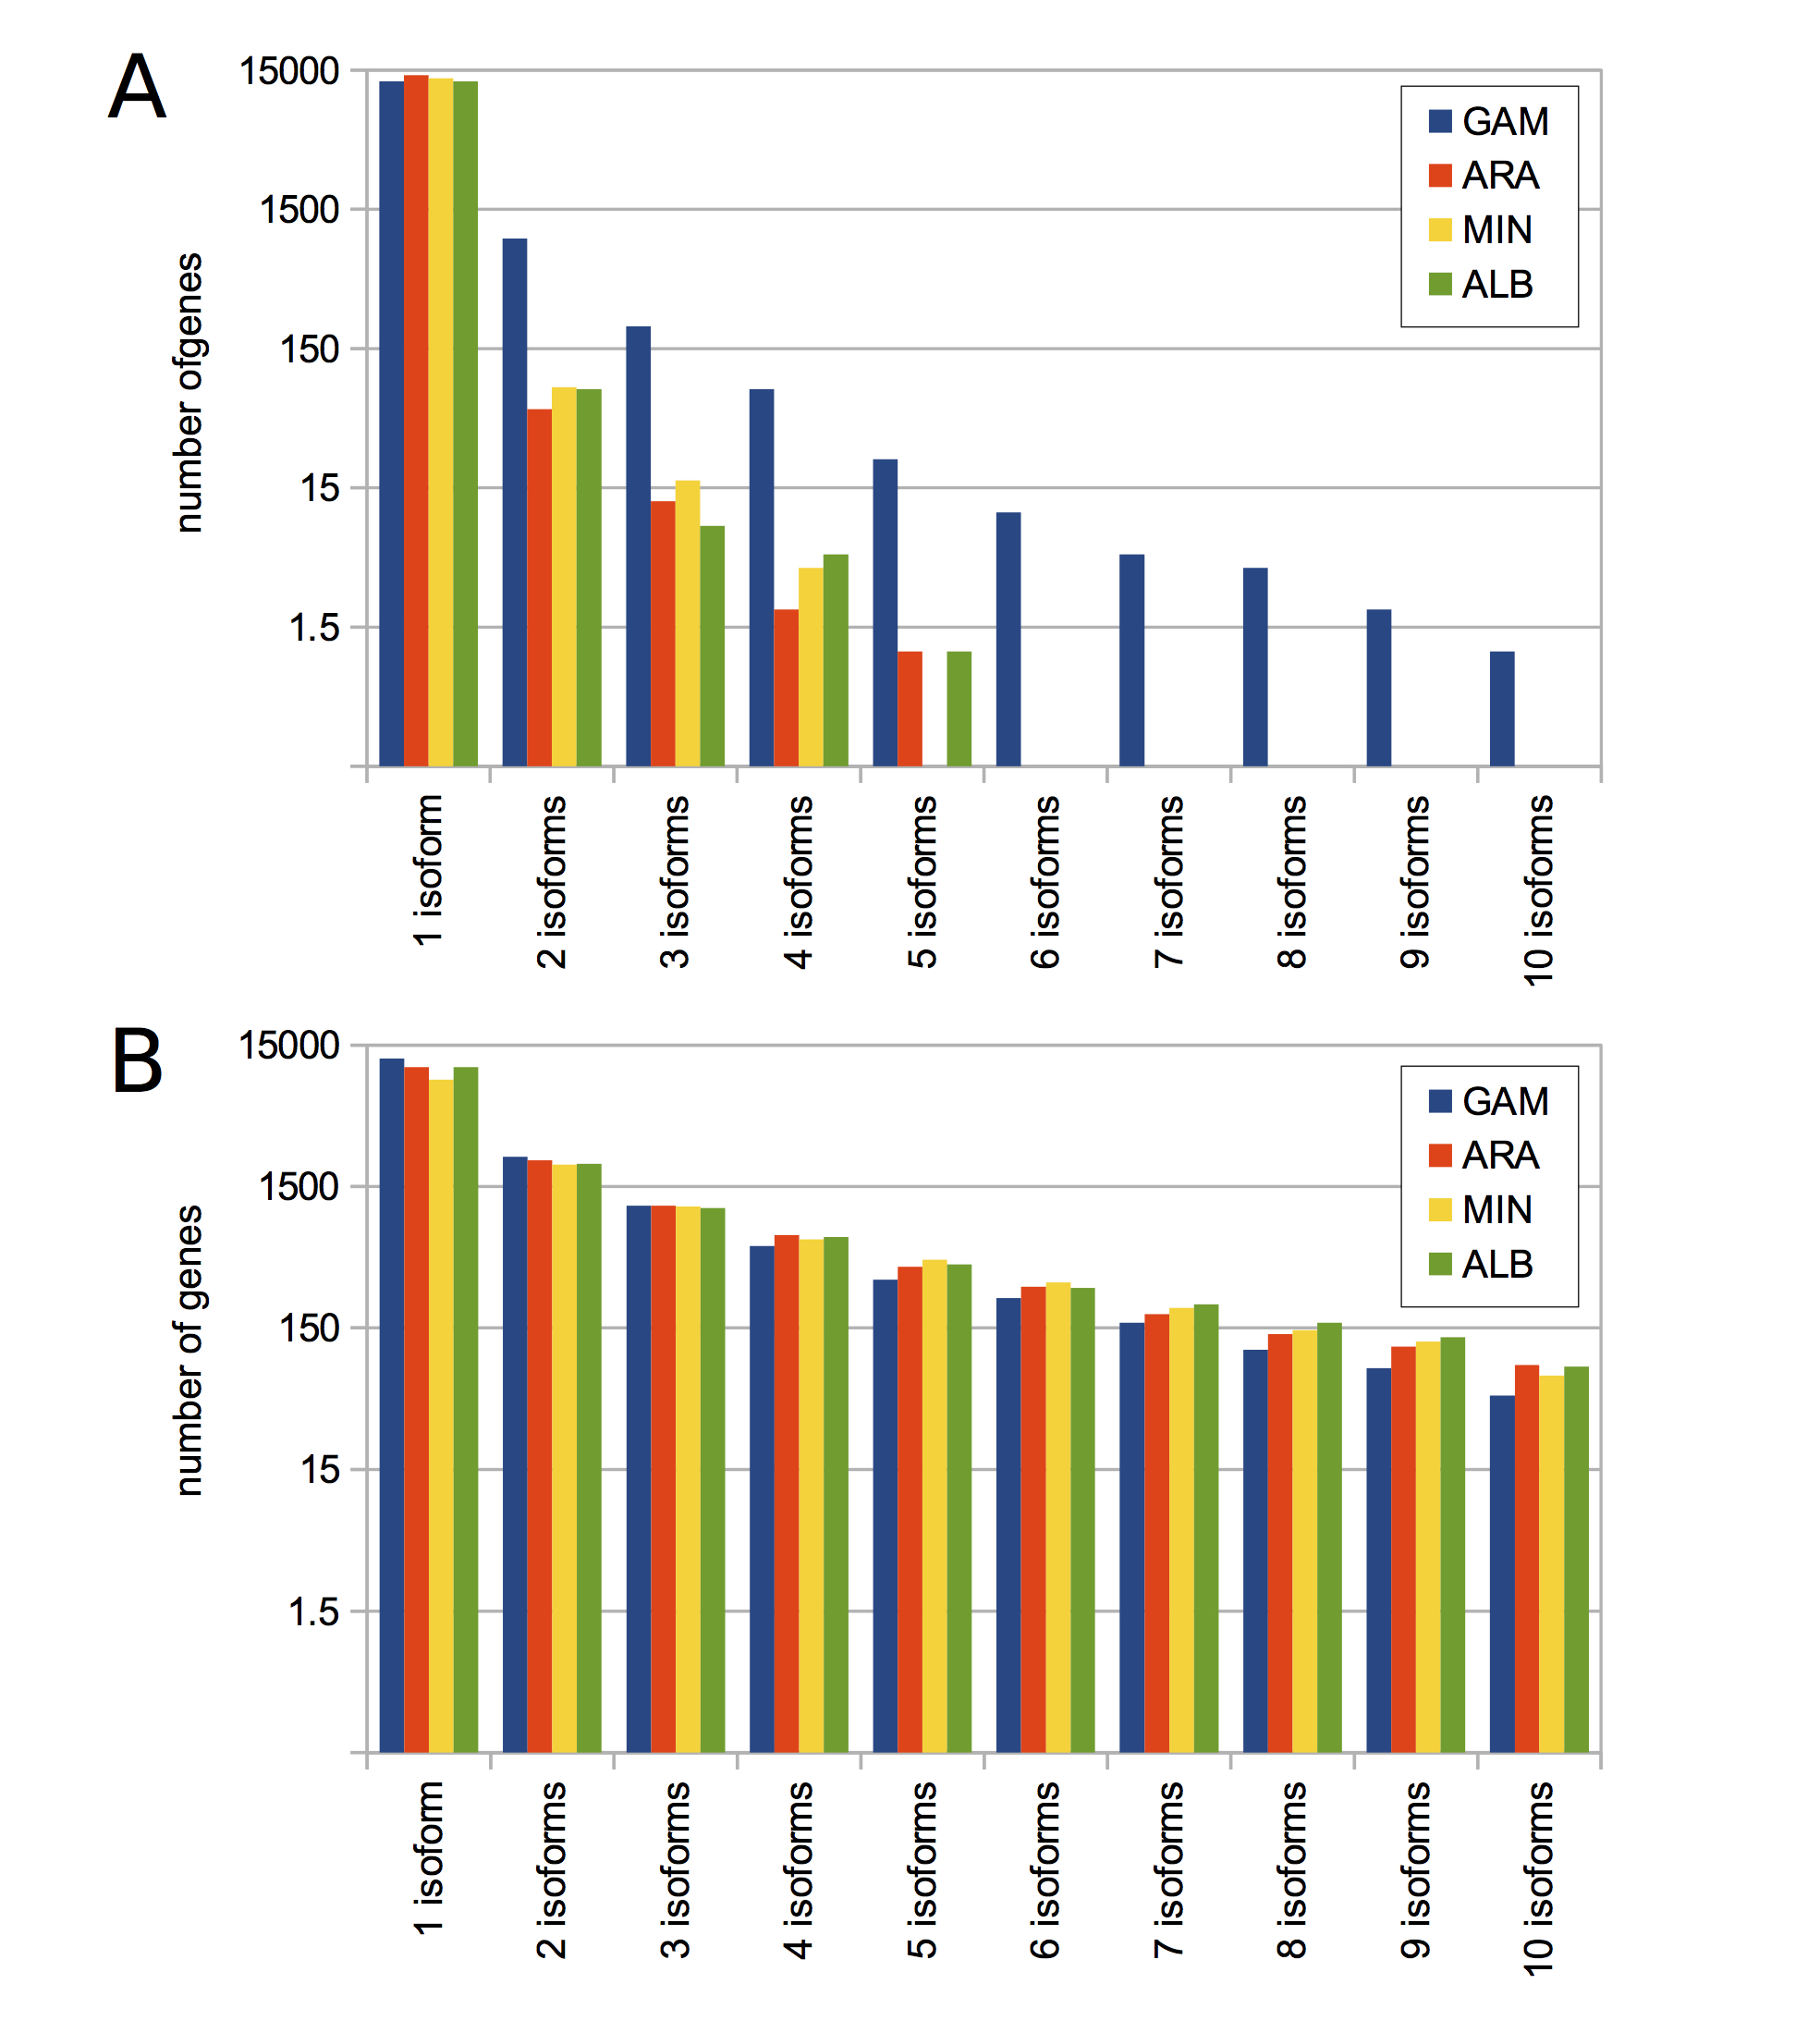 A
15000
1500
150
15
1.5
number ofgenes
GAM
ARA
MIN
ALB
1 isoform
2 isoforms
3 isoforms
4 isoforms
5 isoforms
6 isoforms
7 isoforms
8 isoforms
9 isoforms
10 isoforms
B
15000
1500
150
15
1.5
number of genes
GAM
ARA
MIN
ALB
1 isoform
2 isoforms
3 isoforms
4 isoforms
5 isoforms
6 isoforms
7 isoforms
8 isoforms
9 isoforms
10 isoforms